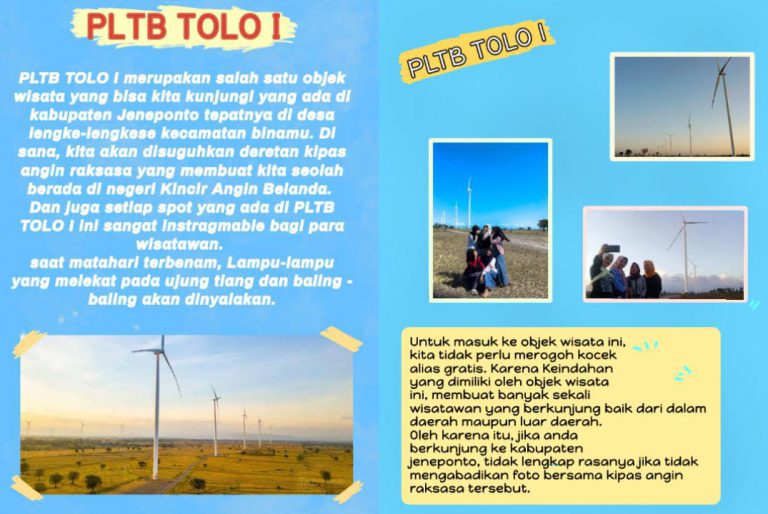 PLTB TOLO I
PLTB TOLO I merupakan salah satu objek
wisata yang bisa kita kunjungi yang ada di
kabupaten Jeneponto tepatnya di desa
lengke-lengkese kecamatan binamu. Di
sana, kita akan disuguhkan deretan kipas
angin raksasa yang membuat kita seolah
berada di negeri Kincir Angin Belanda.
Dan juga setiap spot yang ada di PLTB
TOLO I ini sangat instragmable bagi para
wisatawan.
saat matahari terbenam, Lampu-lampu
yang melekat pada ujung tiang dan baling -
baling akan dinyalakan.
PLTB TOLO I
Untuk masuk ke objek wisata ini,
kita tidak perlu merogoh kocek
alias gratis. Karena Keindahan
yang dimiliki oleh objek wisata
ini, membuat banyak sekali
wisatawan yang berkunjung baik dari dalam
daerah maupun luar daerah.
Oleh karena itu, jika anda
berkunjung ke kabupaten
jeneponto, tidak lengkap rasanya jika tidak
mengabadikan foto bersama kipas angin
raksasa tersebut.